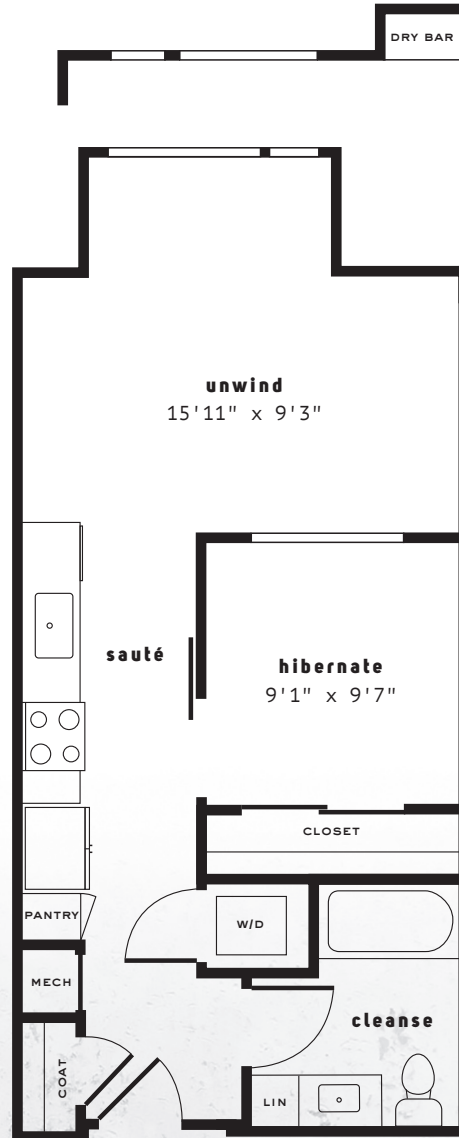 DRY BAR
unwind
15'11" x 9'3"
sauté
hibernate
9'1" x 9'7"
CLOSET
PANTRY
W/D
MECH
cleanse
COAT
LIN